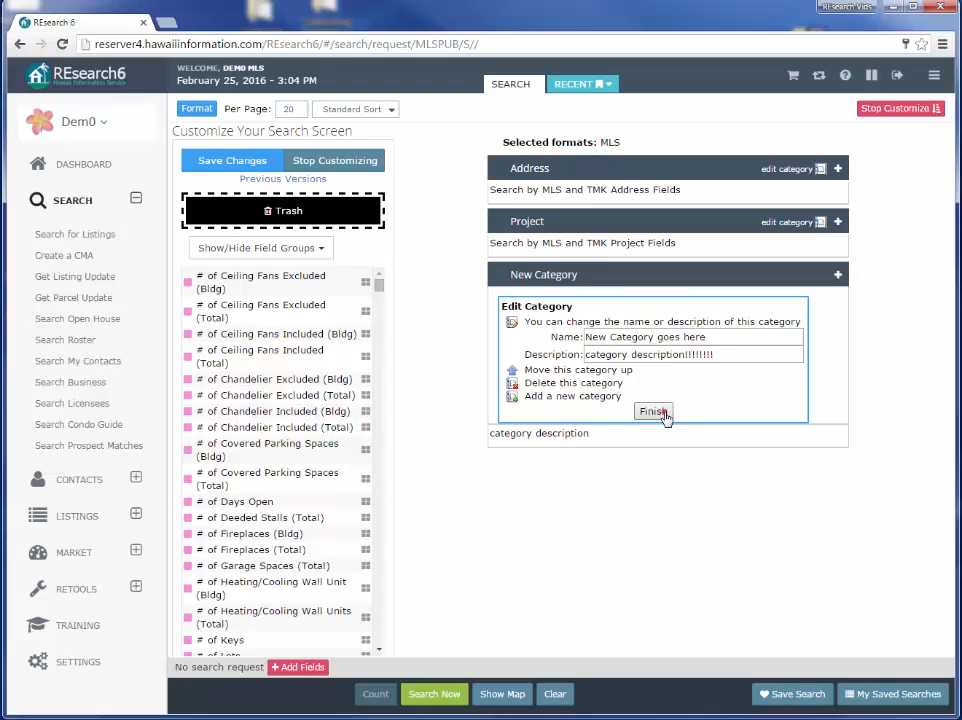 REsearch 6
REsearch Vids
reserver4.hawaiiinformation.com/REsearch6/#/search/request/MLSPUB/S//
REsearch6
Hawaii Information Service
WELCOME, DEMO MLS
February 25, 2016 - 3:04 PM
SEARCH
RECENT
Format
Per Page:
20
Standard Sort
Stop Customize
Dem0
DASHBOARD
SEARCH
Search for Listings
Create a CMA
Get Listing Update
Get Parcel Update
Search Open House
Search Roster
Search My Contacts
Search Business
Search Licensees
Search Condo Guide
Search Prospect Matches
CONTACTS
LISTINGS
MARKET
RETOOLS
TRAINING
SETTINGS
Customize Your Search Screen
Save Changes
Stop Customizing
Previous Versions
Trash
Show/Hide Field Groups
# of Ceiling Fans Excluded
(Bldg)
# of Ceiling Fans Excluded
(Total)
# of Ceiling Fans Included (Bldg)
# of Ceiling Fans Included
(Total)
# of Chandelier Excluded (Bldg)
# of Chandelier Excluded (Total)
# of Chandelier Included (Bldg)
# of Chandelier Included (Total)
# of Covered Parking Spaces
(Bldg)
# of Covered Parking Spaces
(Total)
# of Days Open
# of Deeded Stalls (Total)
# of Fireplaces (Bldg)
# of Fireplaces (Total)
# of Garage Spaces (Total)
# of Heating/Cooling Wall Unit
(Bldg)
# of Heating/Cooling Wall Units
(Total)
# of Keys
# of Lots
Selected formats: MLS
Address
edit category
Search by MLS and TMK Address Fields
Project
edit category
Search by MLS and TMK Project Fields
New Category
Edit Category
You can change the name or description of this category
Name: New Category goes here
Description: category description!!!!!!!!
Move this category up
Delete this category
Add a new category
Finish
category description
No search request
Add Fields
Count
Search Now
Show Map
Clear
Save Search
My Saved Searches